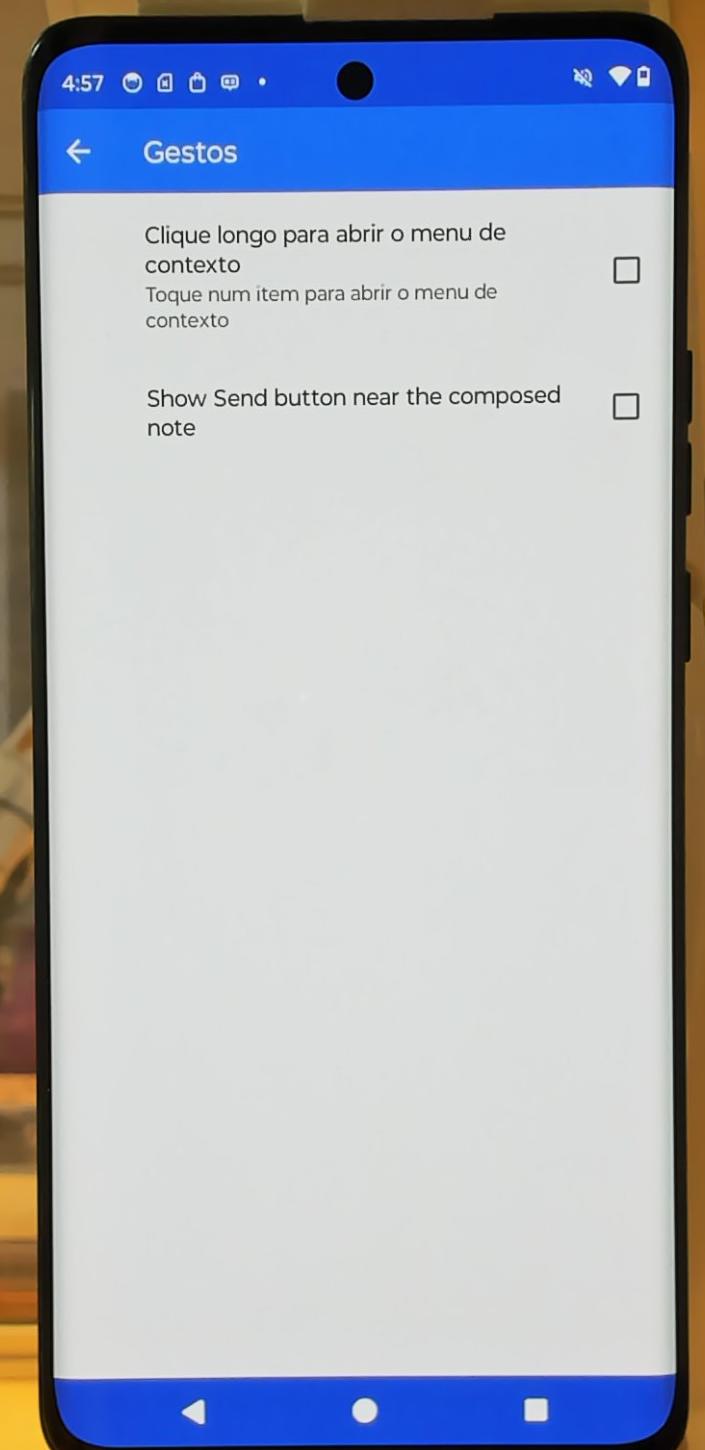 4:57
Gestos
Clique longo para abrir o menu de
contexto
Toque num item para abrir o menu de
contexto
Show Send button near the composed
note